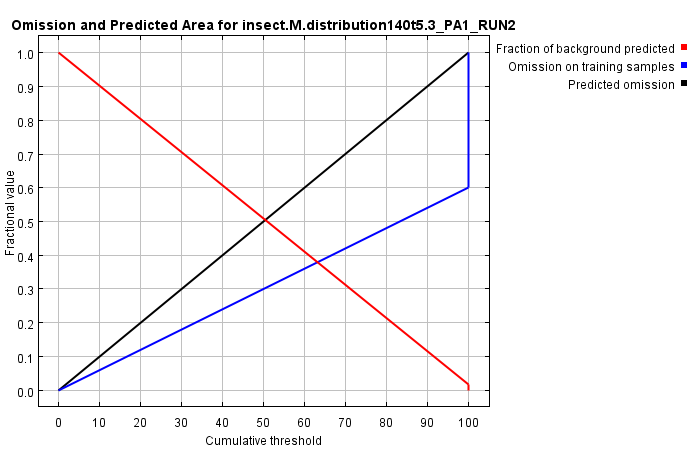 Omission and Predicted Area for insect.M.distribution140t5.3_PA1_RUN2
Fraction of background predicted
Omission on training samples
Predicted omission
1.0
0.9
0.8
0.7
0.6
0.5
0.4
0.3
0.2
0.1
0.0
Fractional value
0 10 20 30 40 50 60 70 80 90 100
Cumulative threshold